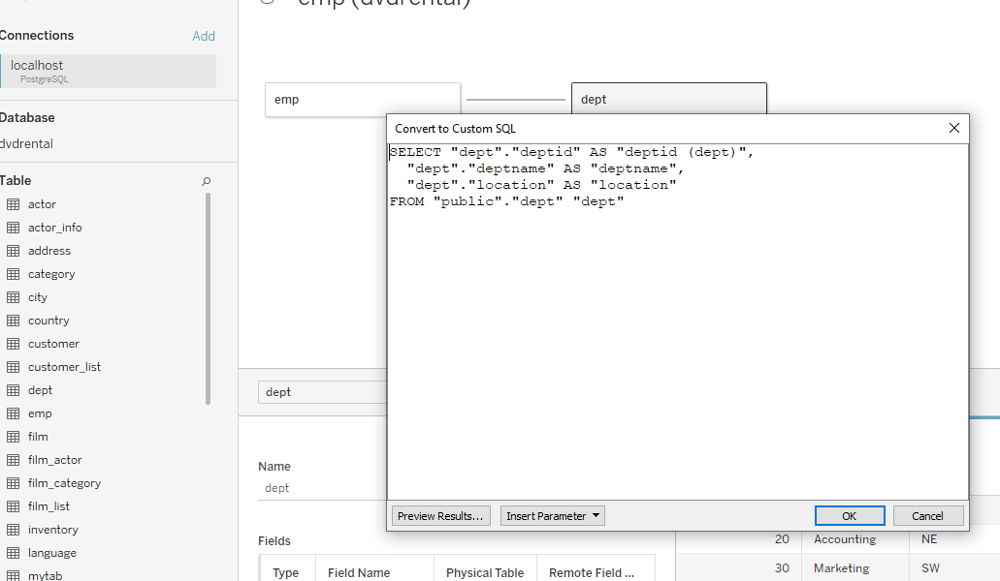 emp (dvdrental)
Connections
Add
localhost
PostgreSQL
Database
dvdrental
Table
actor
actor_info
address
category
city
country
customer
customer_list
dept
emp
film
film_actor
film_category
film_list
inventory
language
mytab
emp
dept
Convert to Custom SQL
SELECT "dept"."deptid" AS "deptid (dept)",
"dept"."deptname" AS "deptname",
"dept"."location" AS "location"
FROM "public"."dept" "dept"
Preview Results...
Insert Parameter
OK
Cancel
dept
Name
dept
Fields
Type Field Name Physical Table Remote Field ...
20 Accounting NE
30 Marketing SW